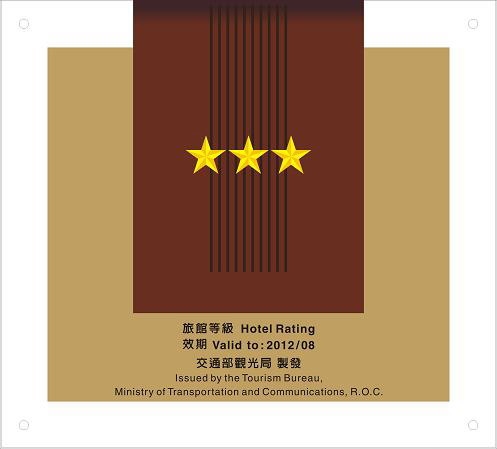 旅館等級 Hotel Rating
效期 Valid to: 2012/08
交通部觀光局 製發
Issued by the Tourism Bureau,
Ministry of Transportation and Communications, R.O.C.